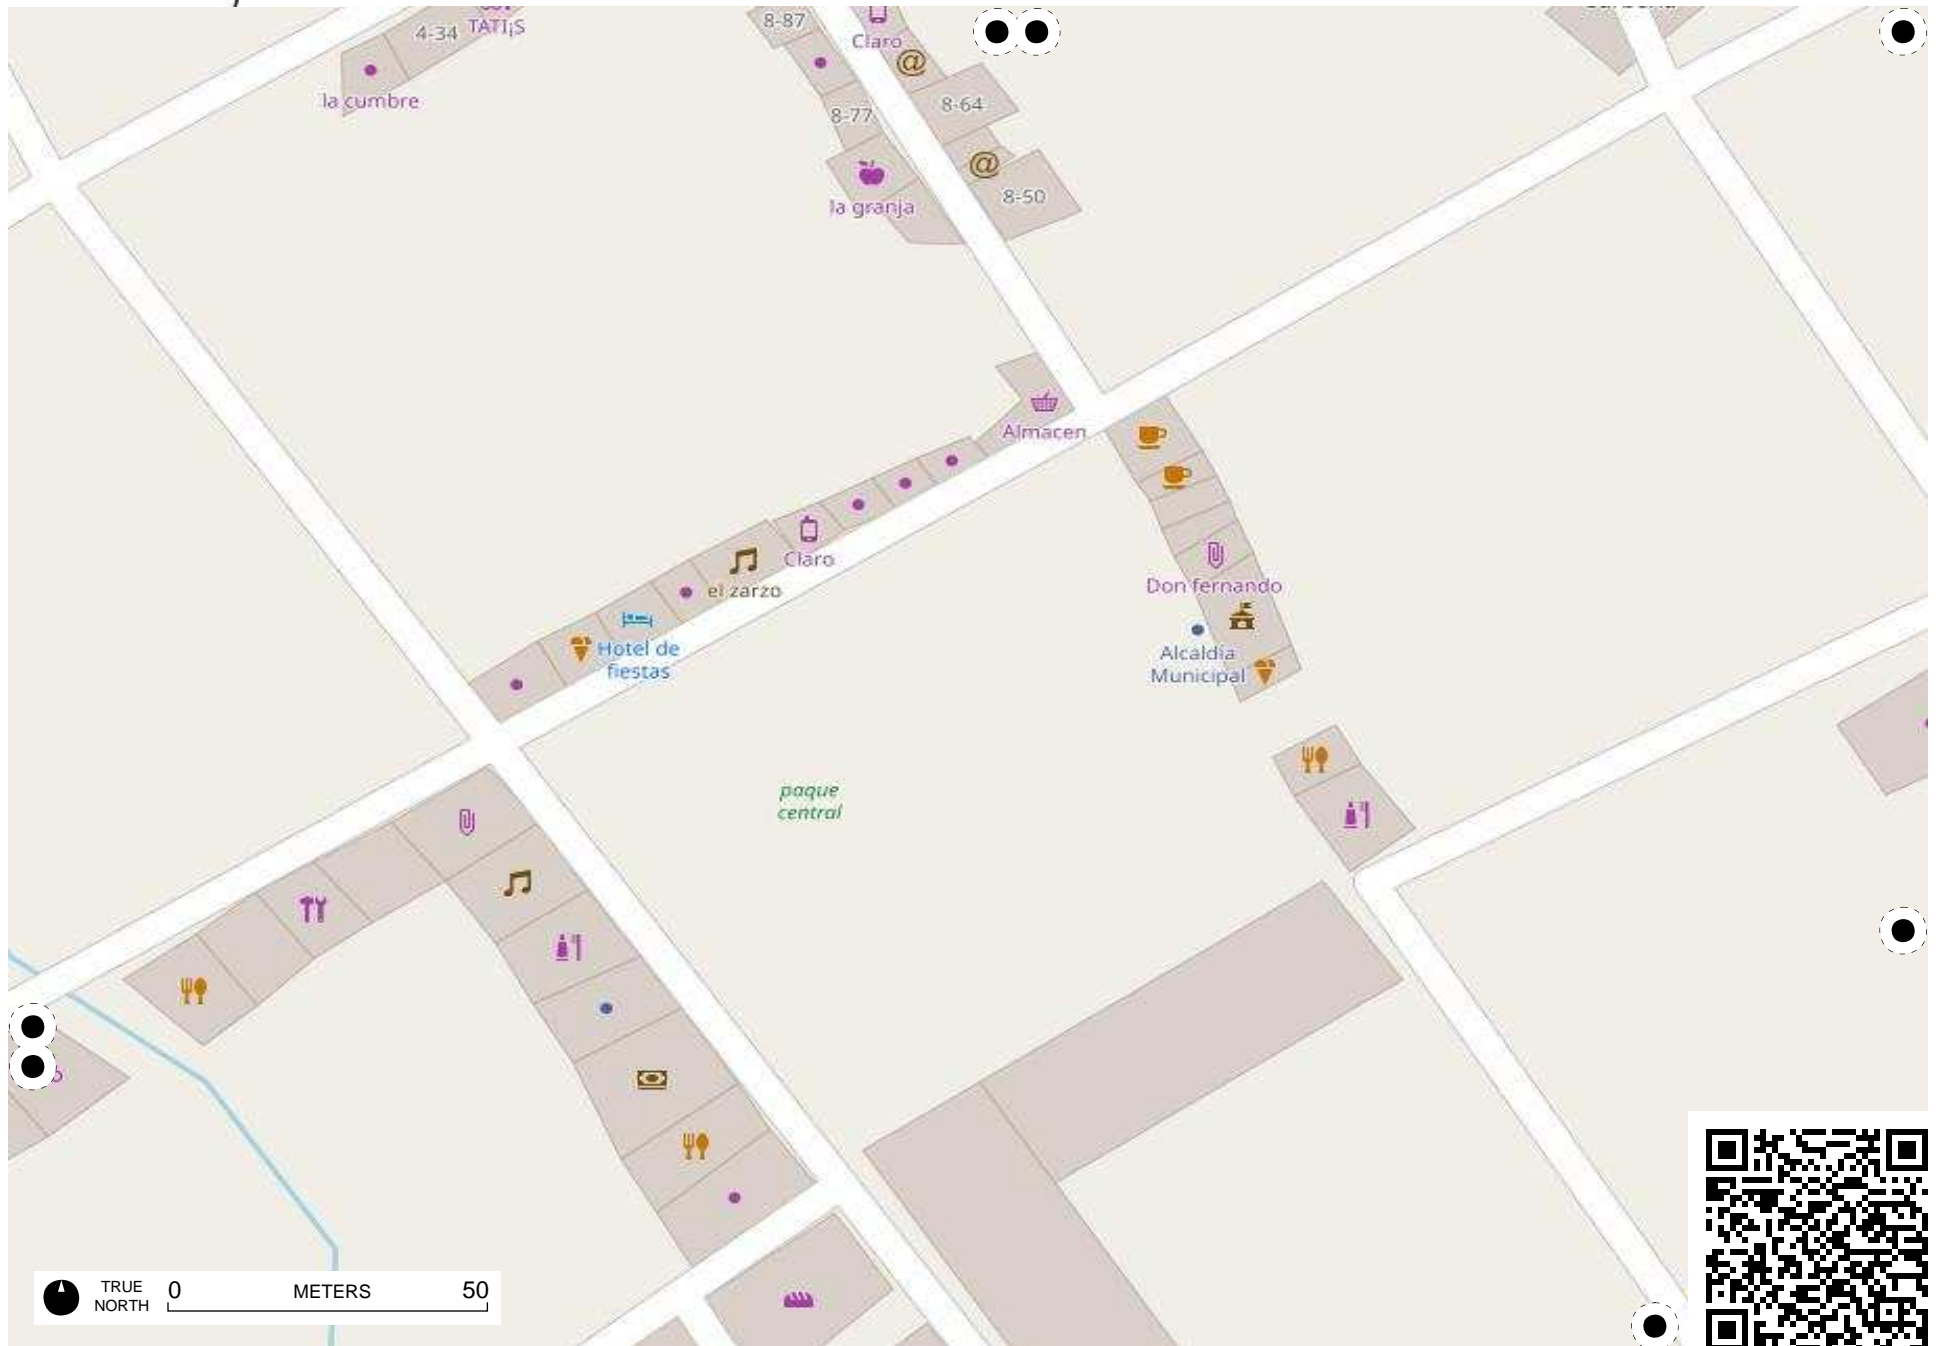 4-34
TATI¡S
8-87
Claro
@
la cumbre
8-77
8-64
@
8-50
la granja
Almacen
Claro
el zarzo
Don fernando
Hotel de
fiestas
Alcaldia
Municipal
paque
central
TRUE
NORTH
0
METERS
50